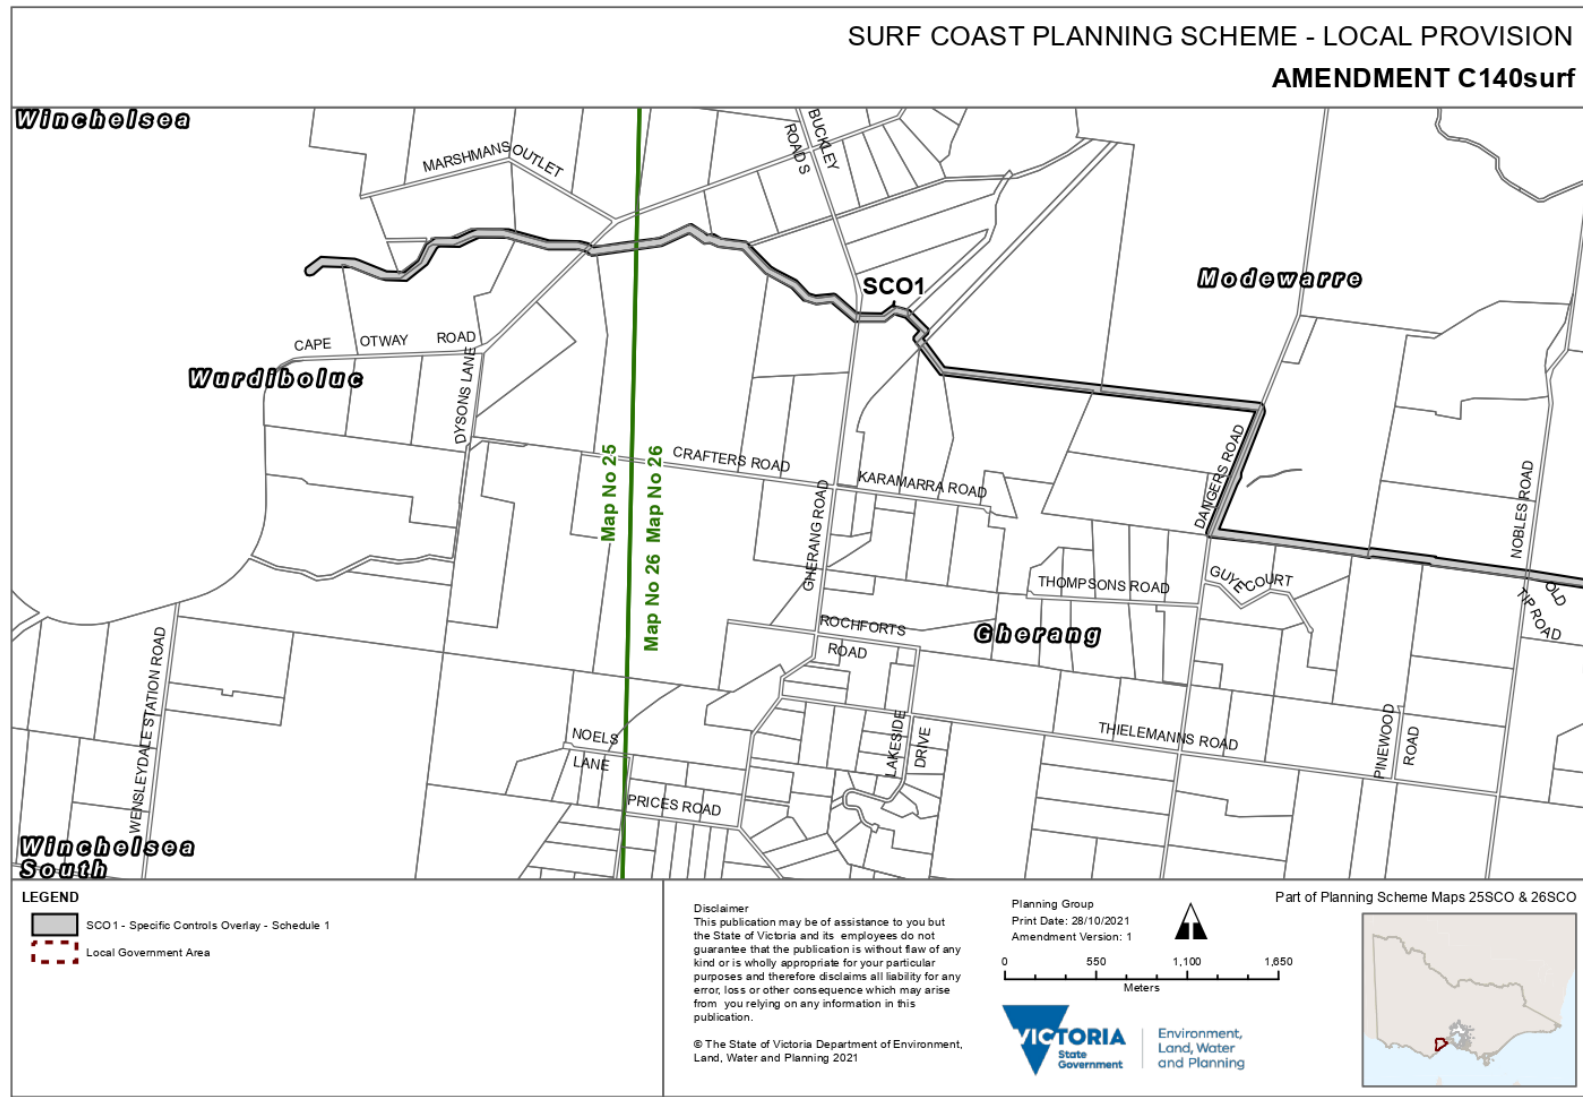 SURF COAST PLANNING SCHEME - LOCAL PROVISION
AMENDMENT C140surf
Winchelsea
MARSHMANS OUTLET
BUCKLEY
ROAD S
SCO1
Modewarre
CAPE OTWAY ROAD
Wurdiboluc
DYSONS LANE
Map No 25
Map No 26
Map No 26
CRAFTERS ROAD
KARAMARRA ROAD
GHERANG ROAD
DANGERS ROAD
NOBLES ROAD
THOMPSONS ROAD
GUYE COURT
OLD
TIP ROAD
ROCHFORTS
ROAD
Gherang
WENSLEYDALE STATION ROAD
NOELS
LANE
LAKESIDE
DRIVE
THIELEMANNS ROAD
PINEWOOD
ROAD
PRICES ROAD
Winchelsea
South
LEGEND
SCO1 - Specific Controls Overlay - Schedule 1
Local Government Area
Disclaimer
This publication may be of assistance to you but
the State of Victoria and its employees do not
guarantee that the publication is without flaw of any
kind or is wholly appropriate for your particular
purposes and therefore disclaims all liability for any
error, loss or other consequence which may arise
from you relying on any information in this
publication.
© The State of Victoria Department of Environment,
Land, Water and Planning 2021
Planning Group
Print Date: 28/10/2021
Amendment Version: 1
0 550 1,100 1,650
Meters
VICTORIA
State
Government
Environment,
Land, Water
and Planning
Part of Planning Scheme Maps 25SCO & 26SCO